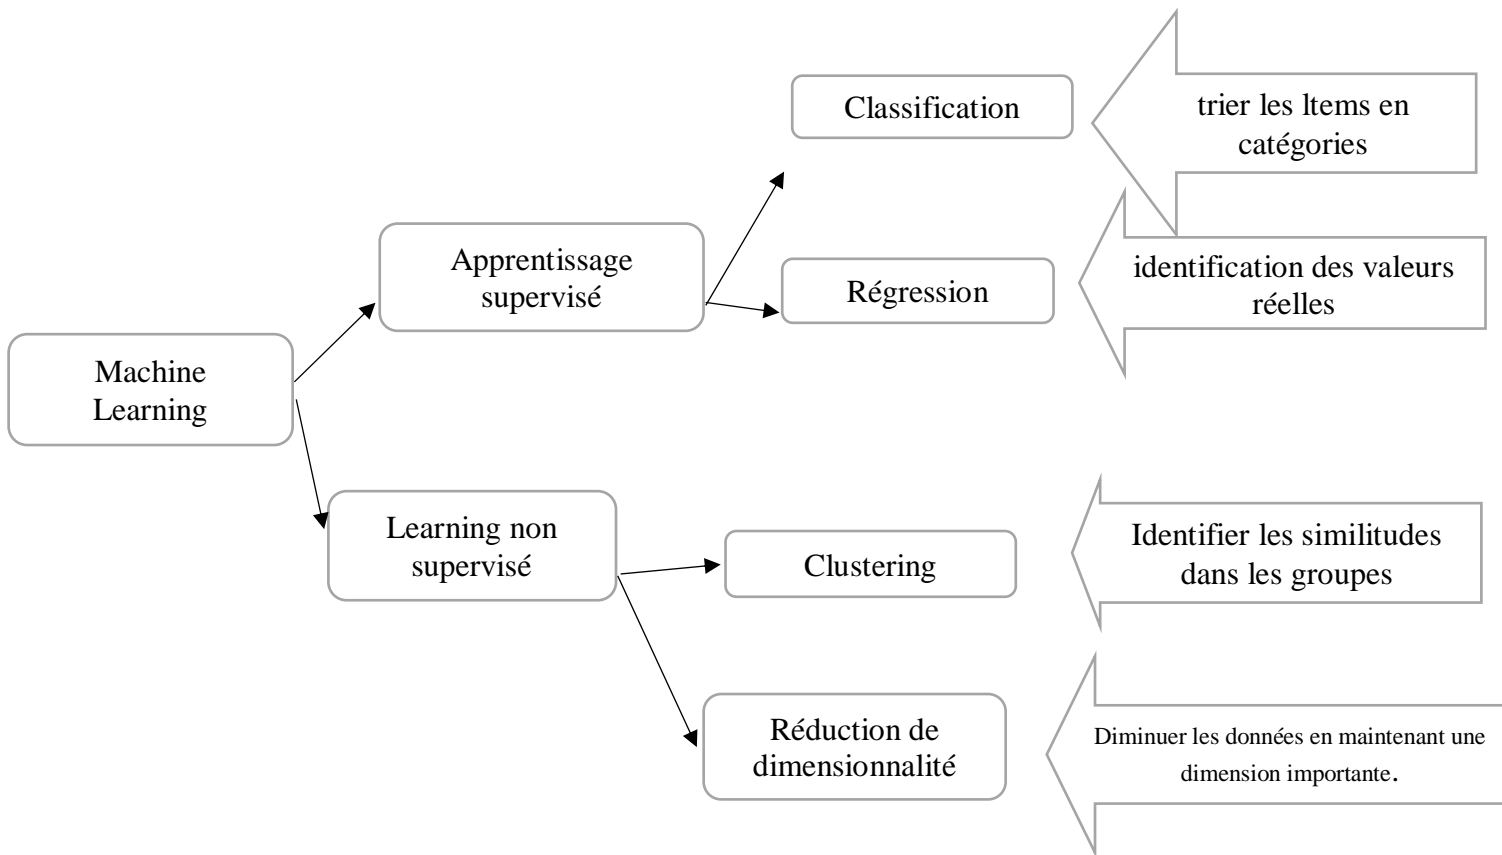 Classification
trier les ltems en
catégories
Apprentissage
supervisé
Régression
identification des valeurs
réelles
Machine
Learning
Learning non
supervisé
Clustering
Identifier les similitudes
dans les groupes
Réduction de
dimensionnalité
Diminuer les données en maintenant une
dimension importante.